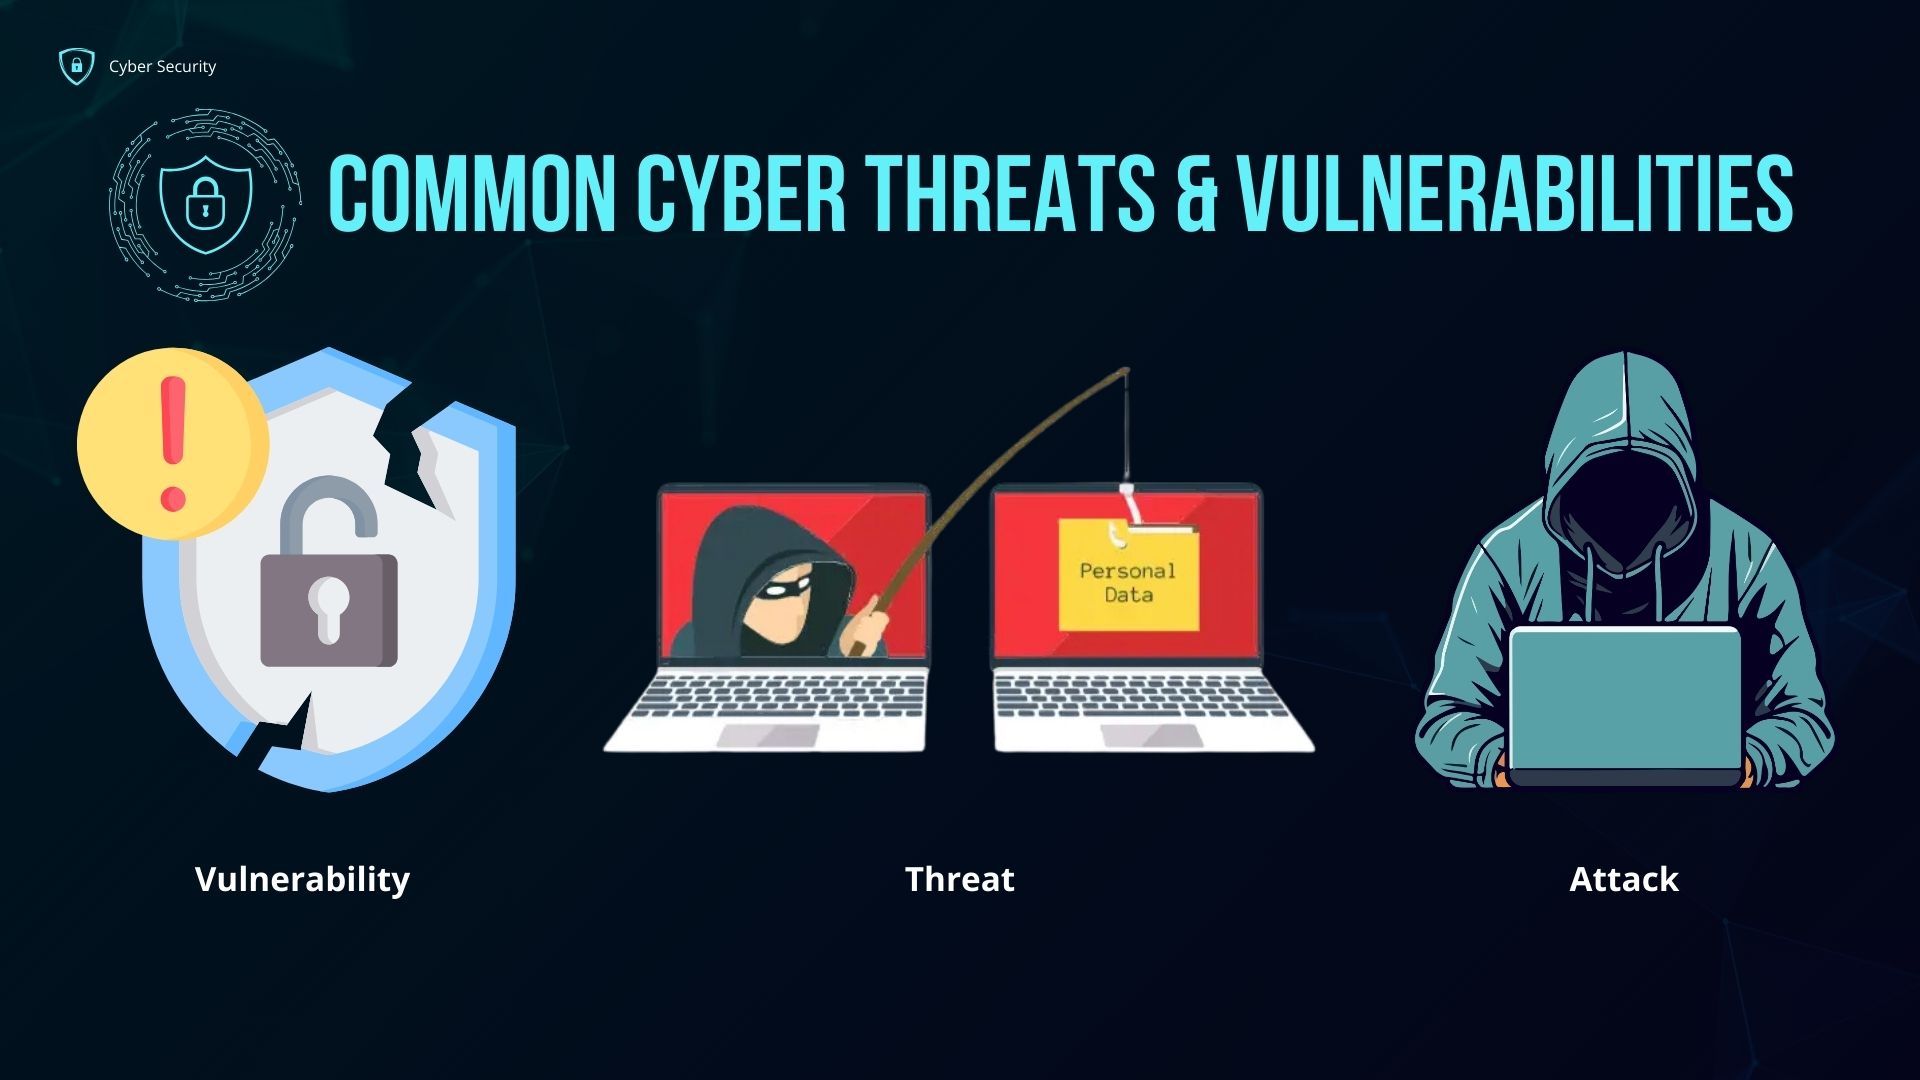 Cyber Security
COMMON CYBER THREATS & VULNERABILITIES
Personal
Data
Vulnerability
Threat
Attack